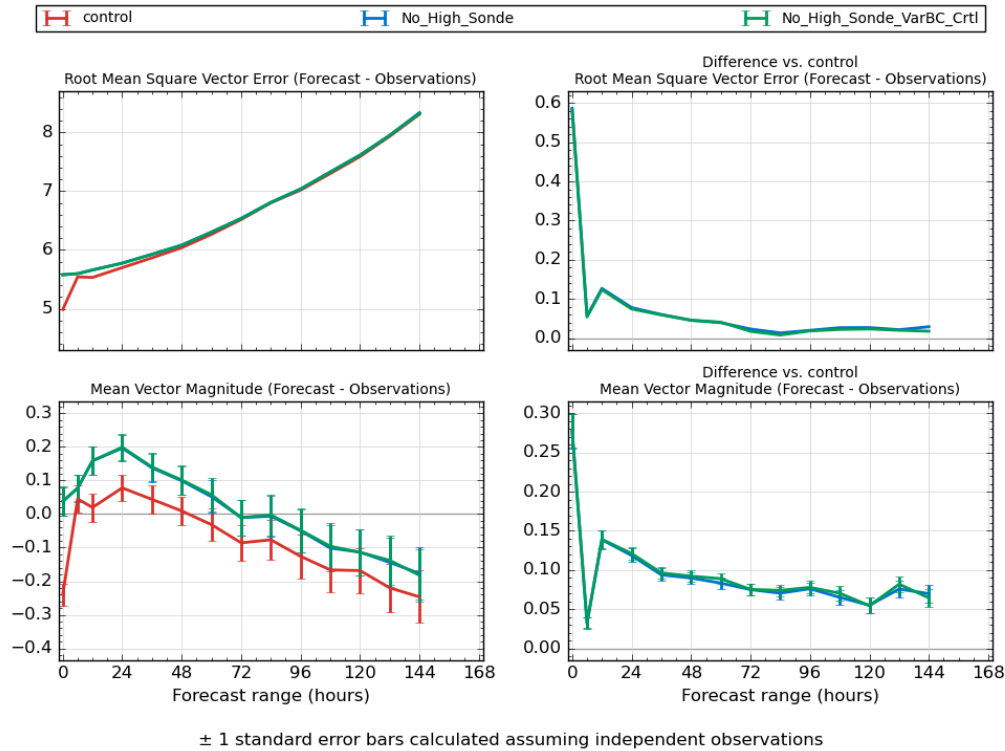 control No_High_Sonde No_High_Sonde_VarBC_Crtl
Root Mean Square Vector Error (Forecast - Observations)
8
7
6
5
Difference vs. control
Root Mean Square Vector Error (Forecast - Observations)
0.6
0.5
0.4
0.3
0.2
0.1
0.0
Mean Vector Magnitude (Forecast - Observations)
0.3
0.2
0.1
0.0
−0.1
−0.2
−0.3
−0.4
0 24 48 72 96 120 144 168
Forecast range (hours)
Difference vs. control
Mean Vector Magnitude (Forecast - Observations)
0.30
0.25
0.20
0.15
0.10
0.05
0.00
0 24 48 72 96 120 144 168
Forecast range (hours)
± 1 standard error bars calculated assuming independent observations